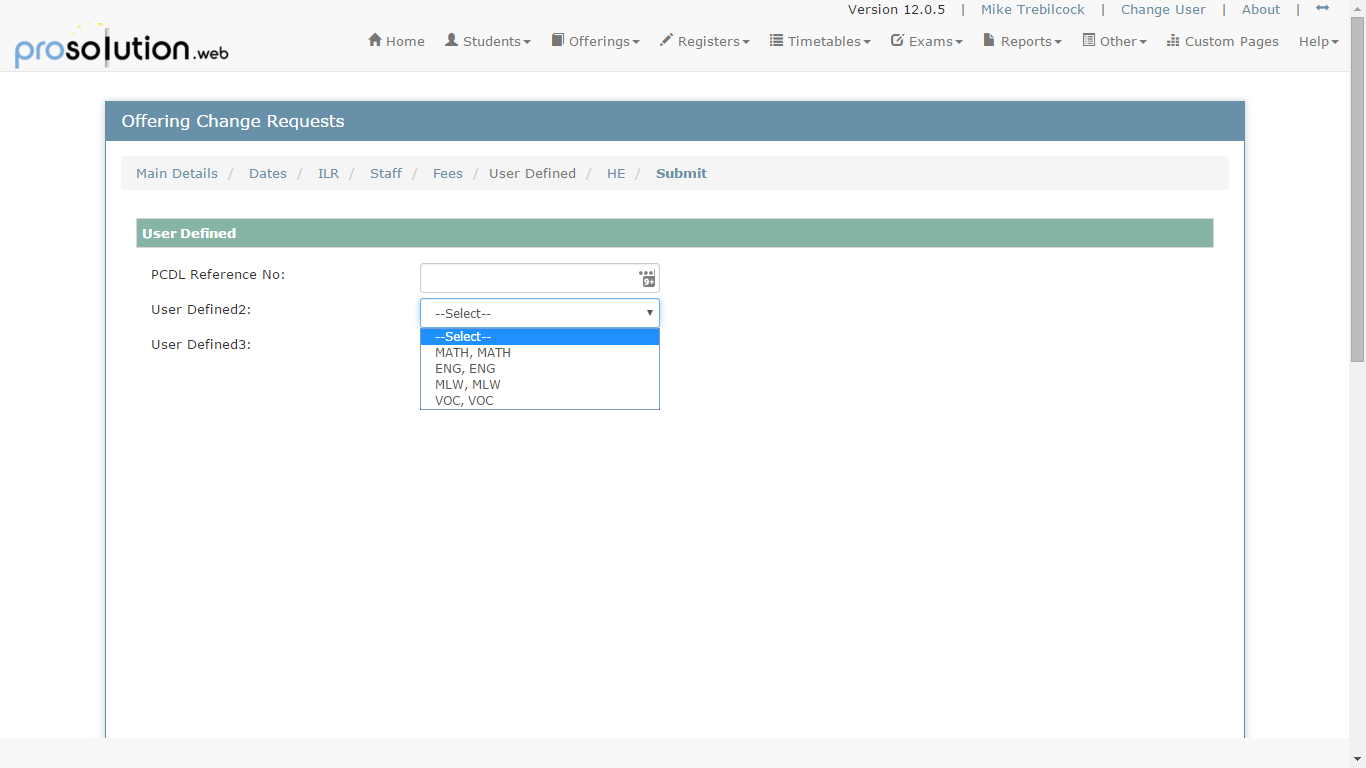 Version 12.0.5 | Mike Trebilcock | Change User | About |
prosolution.web
Home Students Offerings Registers Timetables Exams Reports Other Custom Pages Help
Offering Change Requests
Main Details / Dates / ILR / Staff / Fees / User Defined / HE / Submit
User Defined
PCDL Reference No:
9+
User Defined2: --Select--
--Select--
User Defined3:
MATH, MATH
ENG, ENG
MLW, MLW
VOC, VOC